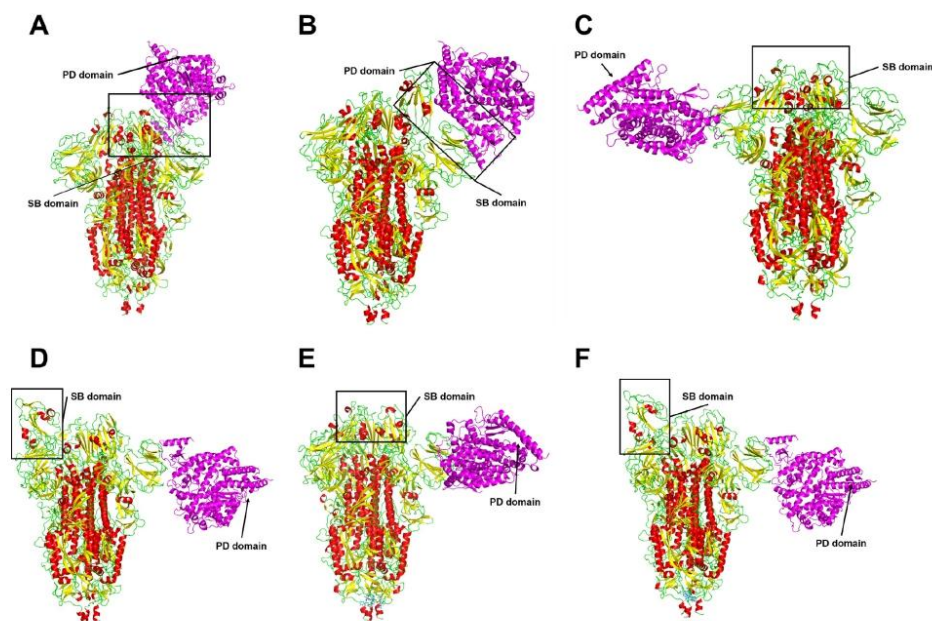 A
B
C
PD domain
PD domain
PD domain
SB domain
SB domain
SB domain
D
E
F
SB domain
SB domain
SB domain
PD domain
PD domain
PD domain